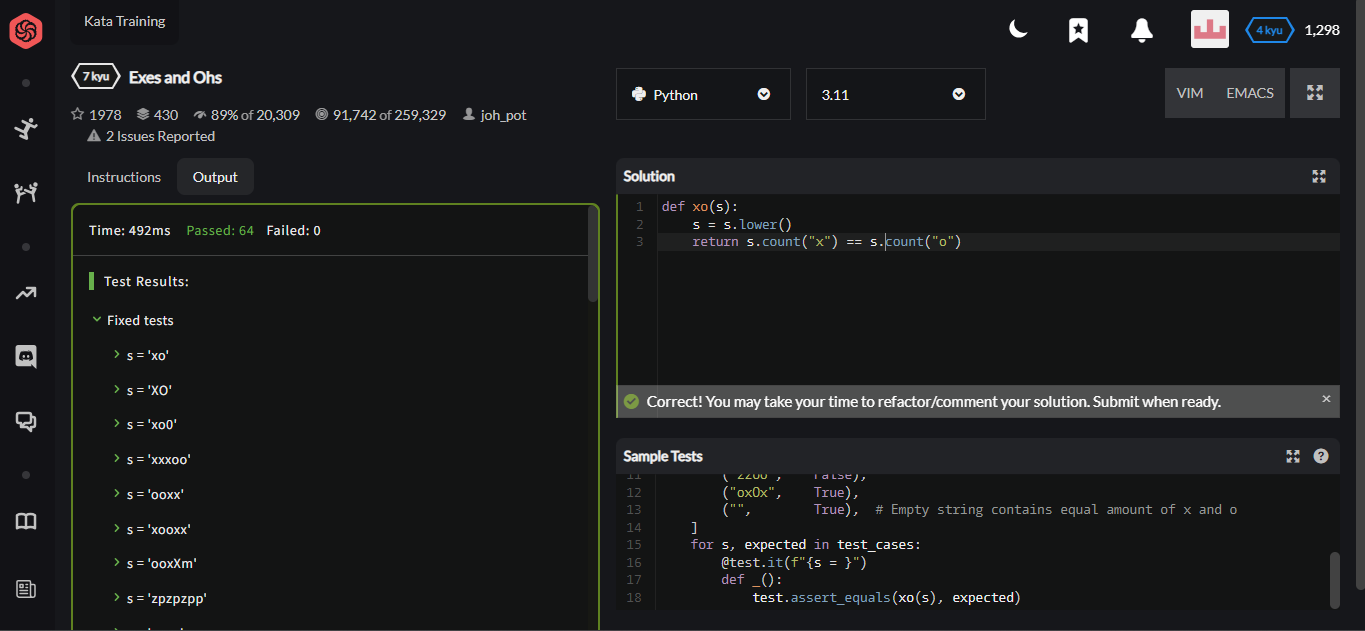 Kata Training
4 kyu 1,298
7 kyu Exes and Ohs
1978 430 89% of 20,309 91,742 of 259,329 joh_pot
2 Issues Reported
Python 3.11 VIM EMACS
Instructions Output
Time: 492ms Passed: 64 Failed: 0
Test Results:
Fixed tests
s = 'xo'
s = 'XO'
s = 'xo0'
s = 'xxxoo'
s = 'ooxx'
s = 'xooxx'
s = 'ooxXm'
s = 'zpzpzpp'
Solution
1 def xo(s):
2 s = s.lower()
3 return s.count("x") == s.count("o")
Correct! You may take your time to refactor/comment your solution. Submit when ready.
Sample Tests
11 ("zzoo", False),
12 ("oxOx", True),
13 ("", True), # Empty string contains equal amount of x and o
14 ]
15 for s, expected in test_cases:
16 @test.it(f"{s = }")
17 def _():
18 test.assert_equals(xo(s), expected)